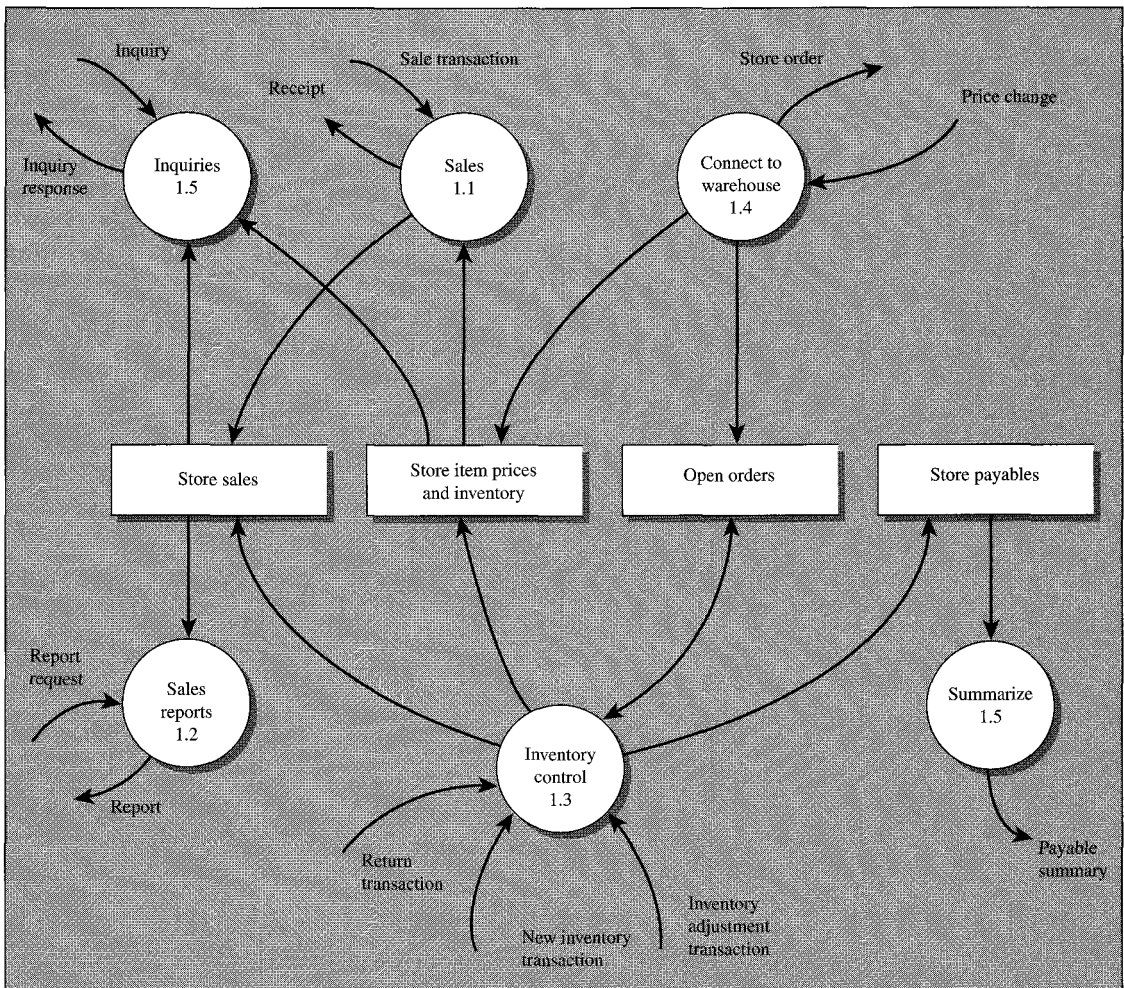 Inquiry
Sale transaction
Store order
Receipt
Price change
Inquiry
response
Inquiries
1.5
Sales
1.1
Connect to
warehouse
1.4
Store sales
Store item prices
and inventory
Open orders
Store payables
Report
request
Sales
reports
1.2
Report
Inventory
control
1.3
Summarize
1.5
Return
transaction
New inventory
transaction
Inventory
adjustment
transaction
Payable
summary